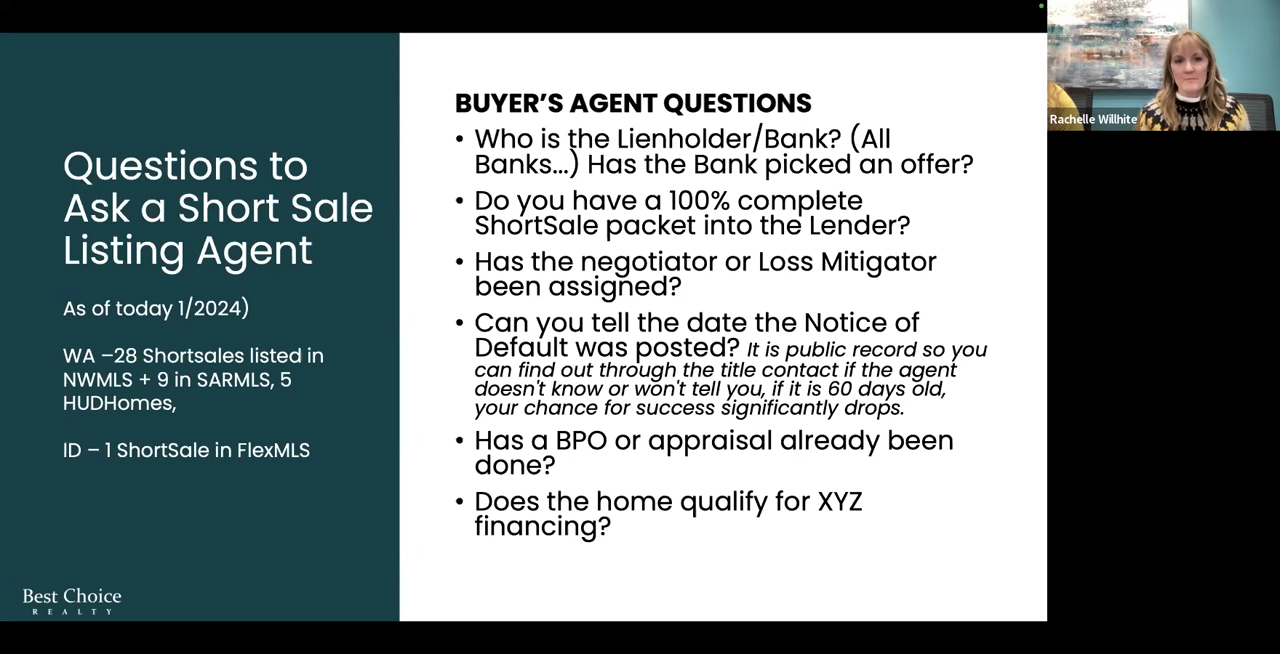 Questions to
Ask a Short Sale
Listing Agent
As of today 1/2024)
WA –28 Shortsales listed in
NWMLS + 9 in SARMLS, 5
HUDHomes,
ID – 1 ShortSale in FlexMLS
Best Choice
REALTY
BUYER’S AGENT QUESTIONS
• Who is the Lienholder/Bank? (All
Banks...) Has the Bank picked an offer?
• Do you have a 100% complete
ShortSale packet into the Lender?
• Has the negotiator or Loss Mitigator
been assigned?
• Can you tell the date the Notice of
Default was posted? It is public record so you
can find out through the title contact if the agent
doesn't know or won't tell you, if it is 60 days old,
your chance for success significantly drops.
• Has a BPO or appraisal already been
done?
• Does the home qualify for XYZ
financing?
Rachelle Willhite